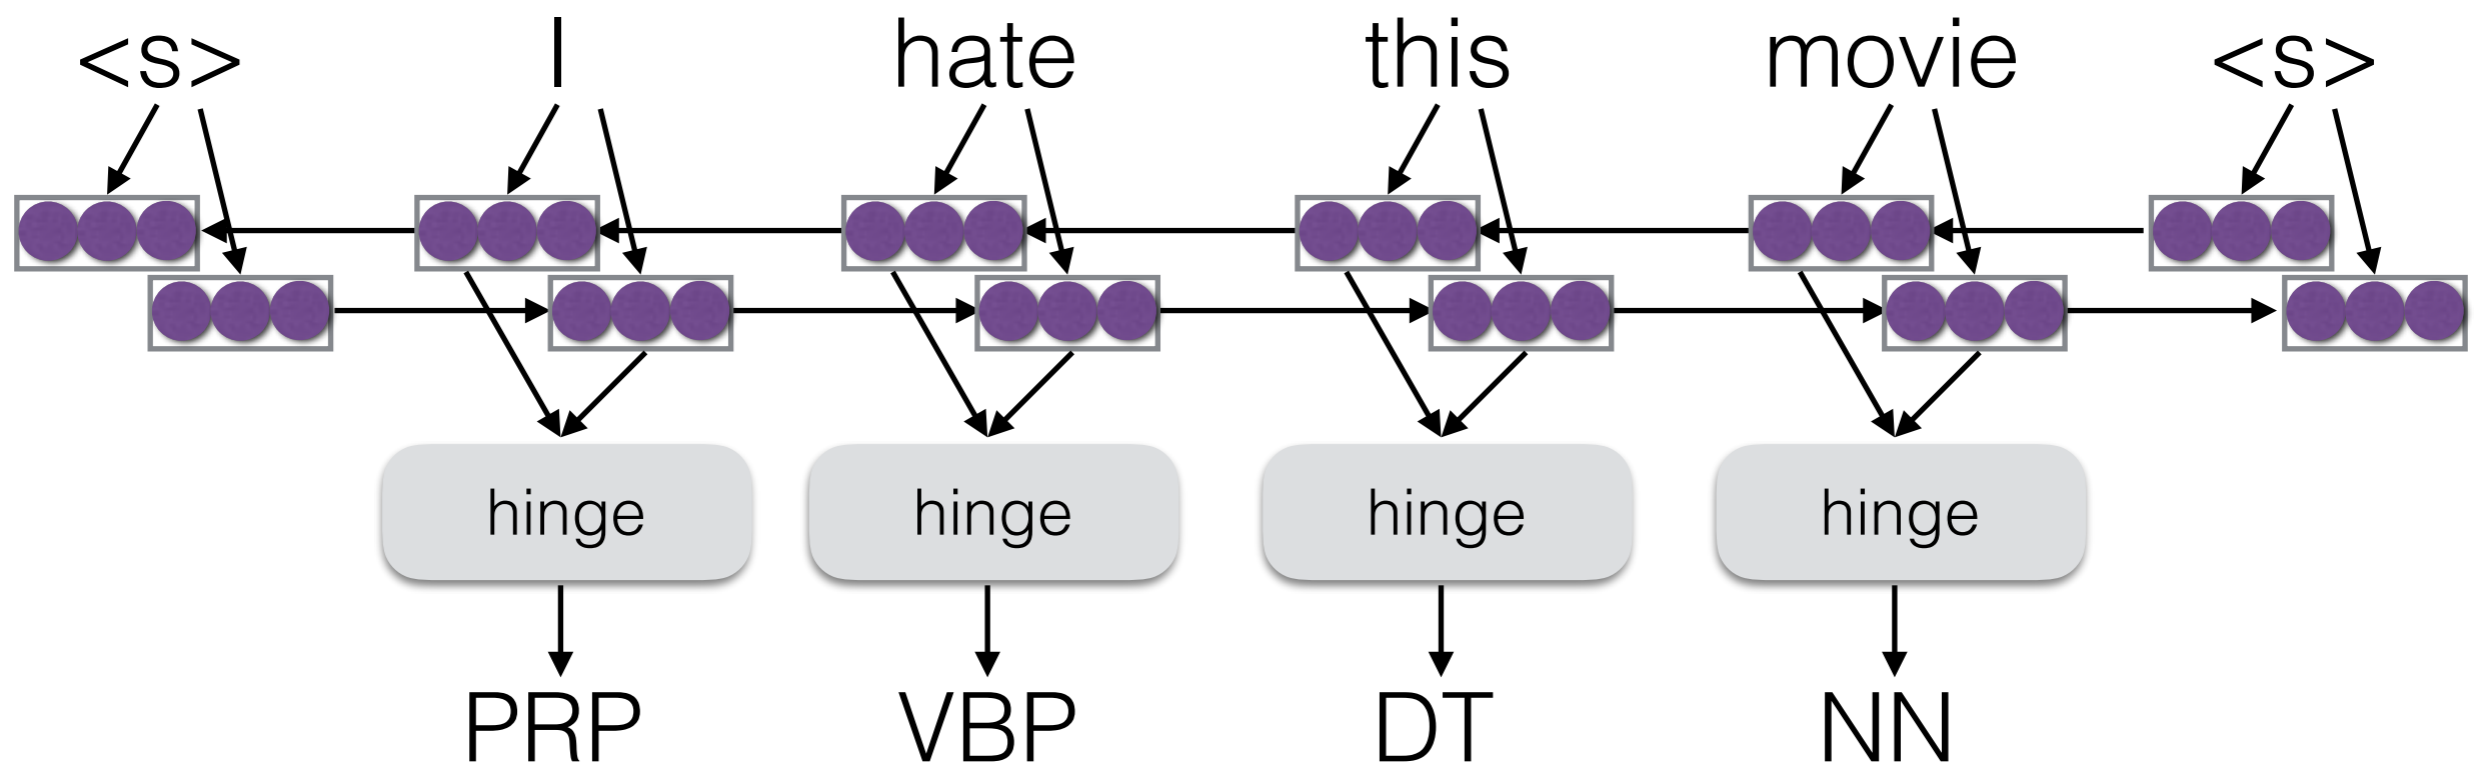 <s> I hate this movie <s>
hinge hinge hinge hinge
PRP VBP DT NN